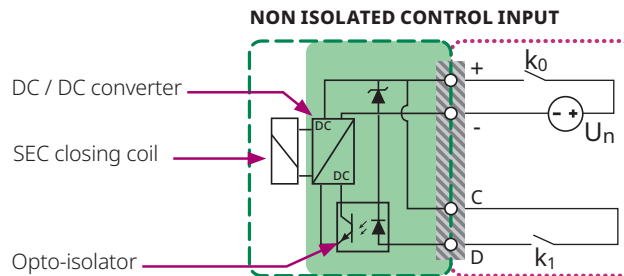 NON ISOLATED CONTROL INPUT
DC / DC converter
SEC closing coil
Opto-isolator
DC
DC
+
-
C
D
k0
- +
Un
k1